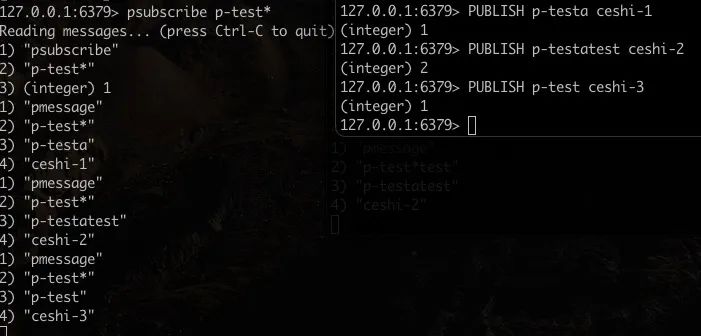 127.0.0.1:6379> psubscribe p-test*
Reading messages... (press Ctrl-C to quit)
1) "psubscribe"
2) "p-test*"
3) (integer) 1
1) "pmessage"
2) "p-test*"
3) "p-testa"
4) "ceshi-1"
1) "pmessage"
2) "p-test*"
3) "p-testatest"
4) "ceshi-2"
1) "pmessage"
2) "p-test*"
3) "p-test"
4) "ceshi-3"
127.0.0.1:6379> PUBLISH p-testa ceshi-1
(integer) 1
127.0.0.1:6379> PUBLISH p-testatest ceshi-2
(integer) 2
127.0.0.1:6379> PUBLISH p-test ceshi-3
(integer) 1
127.0.0.1:6379>
1) "pmessage"
2) "p-test*test"
3) "p-testatest"
4) "ceshi-2"